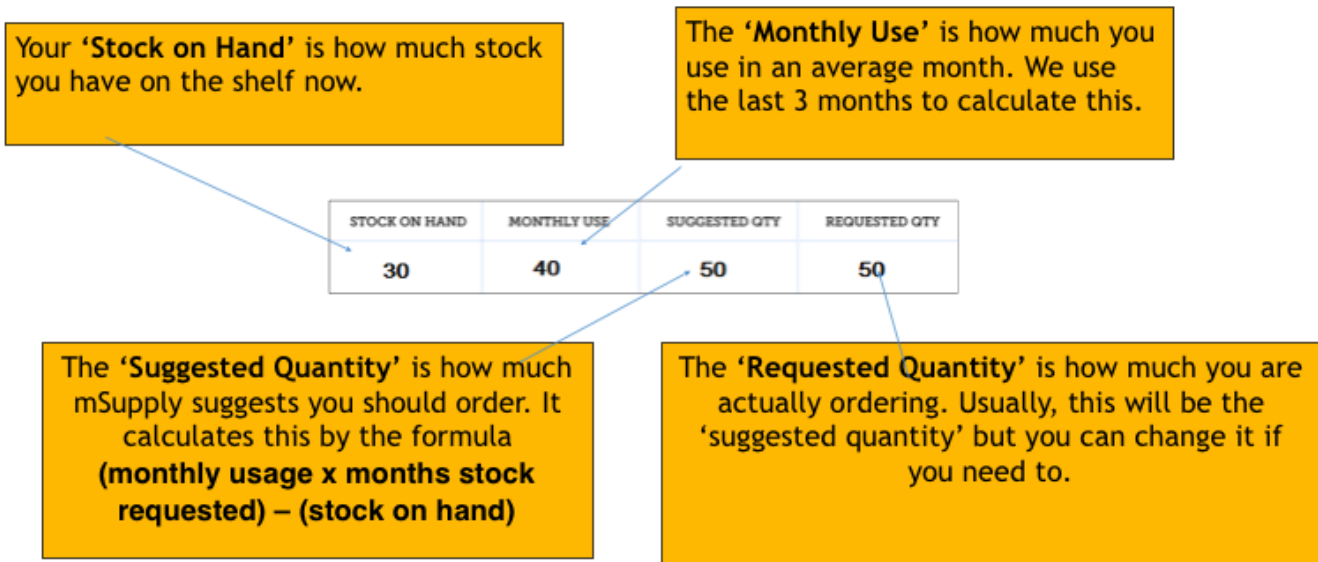 Your ‘Stock on Hand’ is how much stock
you have on the shelf now.
The ‘Monthly Use’ is how much you
use in an average month. We use
the last 3 months to calculate this.
STOCK ON HAND MONTHLY USE SUGGESTED QTY REQUESTED QTY
30 40 50 50
The ‘Suggested Quantity’ is how much
mSupply suggests you should order. It
calculates this by the formula
(monthly usage x months stock
requested) – (stock on hand)
The ‘Requested Quantity’ is how much you are
actually ordering. Usually, this will be the
‘suggested quantity’ but you can change it if
you need to.